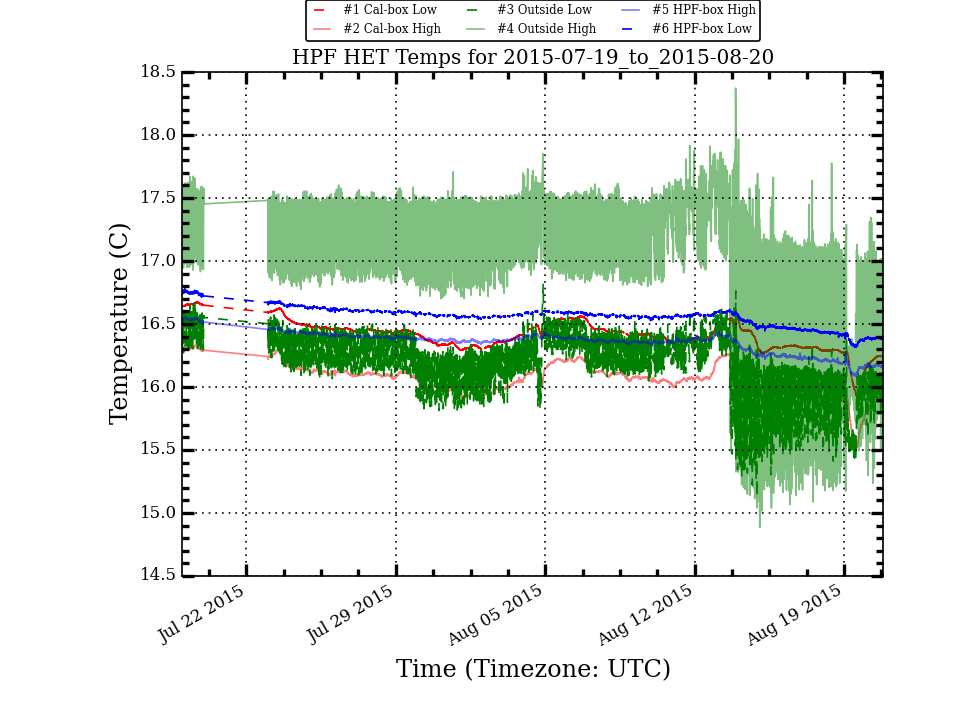 #1 Cal-box Low #3 Outside Low #5 HPF-box High
#2 Cal-box High #4 Outside High #6 HPF-box Low
HPF HET Temps for 2015-07-19_to_2015-08-20
18.5
18.0
17.5
17.0
16.5
16.0
15.5
15.0
14.5
Temperature (C)
Jul 22 2015 Jul 29 2015 Aug 05 2015 Aug 12 2015 Aug 19 2015
Time (Timezone: UTC)